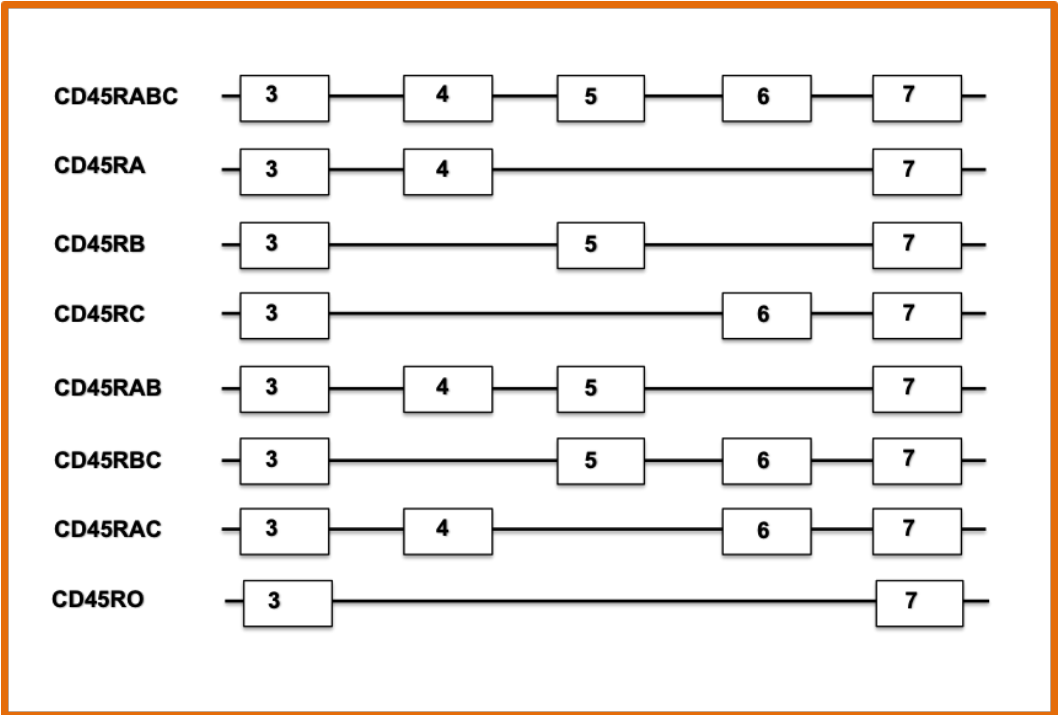 CD45RABC 3 4 5 6 7
CD45RA 3 4 7
CD45RB 3 5 7
CD45RC 3 6 7
CD45RAB 3 4 5 7
CD45RBC 3 5 6 7
CD45RAC 3 4 6 7
CD45RO 3 7